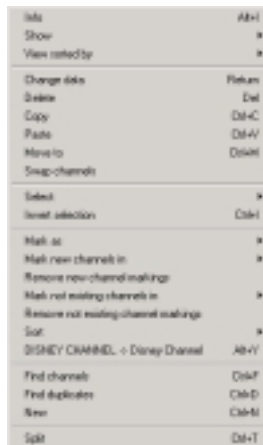 Info Alt+I
Show
View sorted by
Change data Return
Delete Del
Copy Ctrl+C
Paste Ctrl+V
Move to Ctrl+M
Swap channels
Select
Invert selection Ctrl+I
Mark as
Mark new channels in
Remove new channel markings
Mark not existing channels in
Remove not existing channel markings
Sort
DISNEY CHANNEL -> Disney Channel Alt+Y
Find channels Ctrl+F
Find duplicates Ctrl+D
New Ctrl+N
Split Ctrl+T